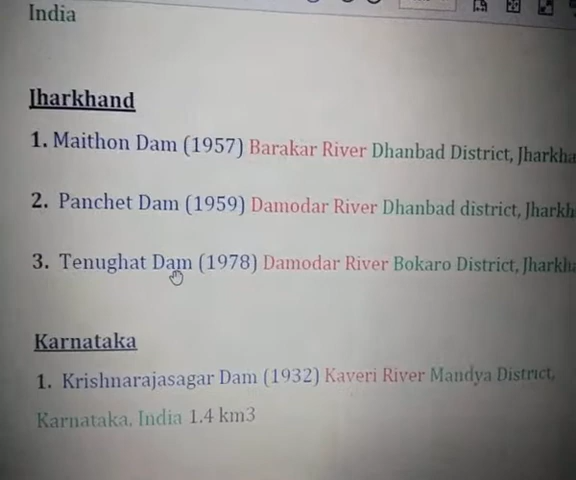 India
Jharkhand
1. Maithon Dam (1957) Barakar River Dhanbad District, Jharkha
2. Panchet Dam (1959) Damodar River Dhanbad district, Jharkh
3. Tenughat Dam (1978) Damodar River Bokaro District, Jharkha
Karnataka
1. Krishnarajasagar Dam (1932) Kaveri River Mandya District,
Karnataka, India 1.4 km3